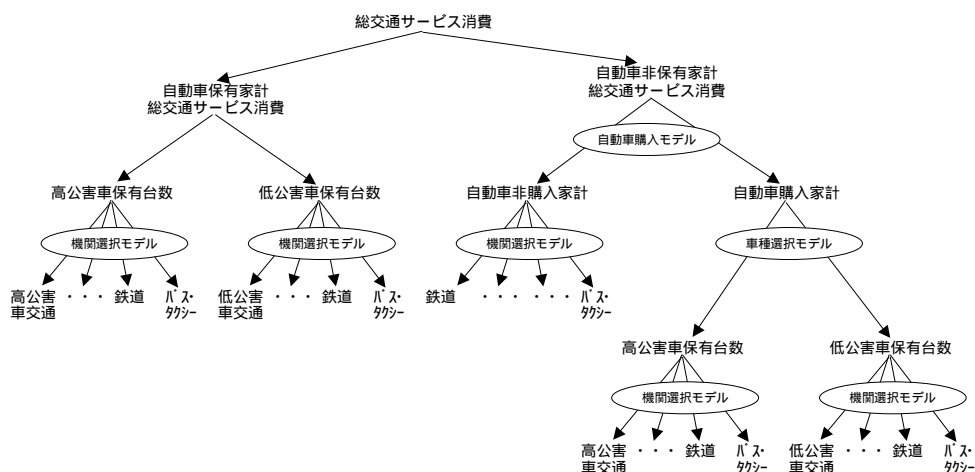 総交通サービス消費
自動車保有家計
総交通サービス消費
自動車非保有家計
総交通サービス消費
自動車購入モデル
高公害車保有台数
低公害車保有台数
自動車非購入家計
自動車購入家計
機関選択モデル
機関選択モデル
機関選択モデル
車種選択モデル
高公害
車交通
・・・
鉄道
バス・
タクシー
低公害
車交通
・・・
鉄道
バス・
タクシー
鉄道
・・・
・・・
バス・
タクシー
高公害車保有台数
低公害車保有台数
機関選択モデル
機関選択モデル
高公害
車交通
・・・
鉄道
バス・
タクシー
低公害
車交通
・・・
鉄道
バス・
タクシー